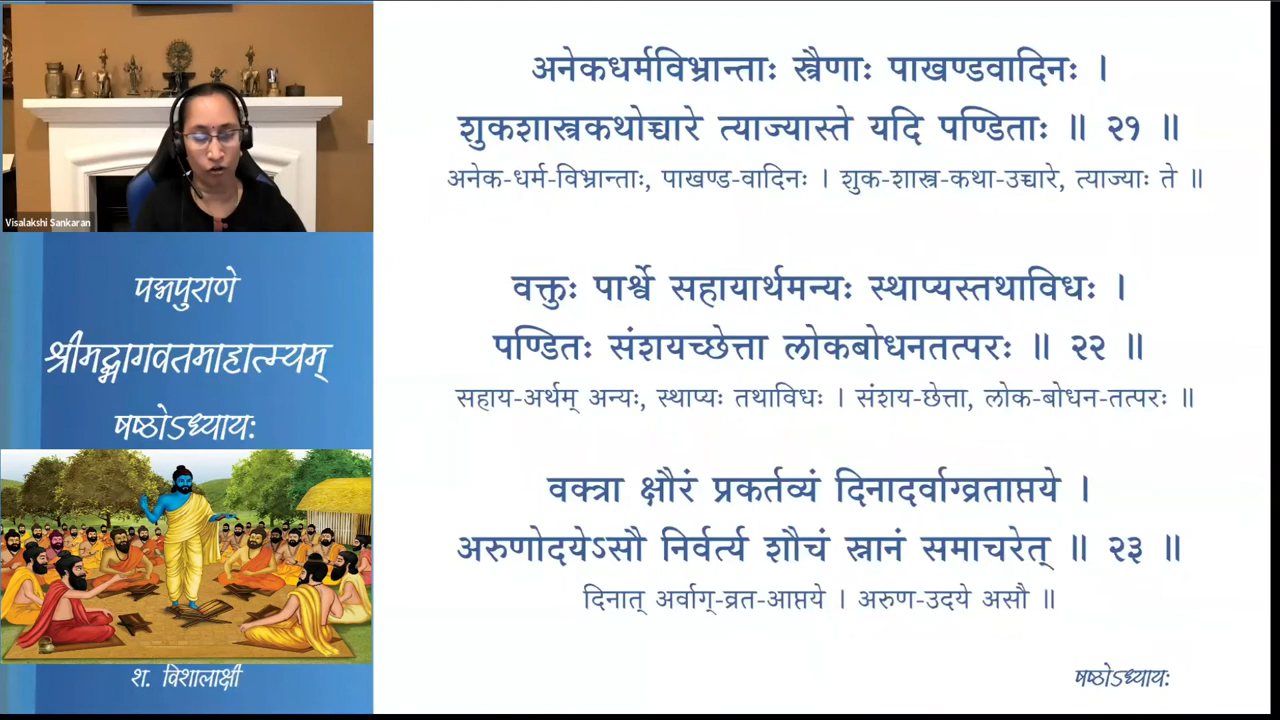 Visalakshi Sankaran
पद्मपुराणे
श्रीमद्भागवतमाहात्म्यम्
षष्ठोऽध्यायः
श. विशालाक्षी
अनेकधर्मविभ्रान्ताः स्त्रैणाः पाखण्डवादिनः ।
शुकशास्त्रकथोच्चारे त्याज्यास्ते यदि पण्डिताः ॥ २१ ॥
अनेक-धर्म-विभ्रान्ताः, पाखण्ड-वादिनः । शुक-शास्त्र-कथा-उच्चारे, त्याज्याः ते ॥
वक्तुः पार्श्वे सहायार्थमन्यः स्थाप्यस्तथाविधः ।
पण्डितः संशयच्छेत्ता लोकबोधनतत्परः ॥ २२ ॥
सहाय-अर्थम् अन्यः, स्थाप्यः तथाविधः । संशय-छेत्ता, लोक-बोधन-तत्परः ॥
वक्त्रा क्षौरं प्रकर्तव्यं दिनादर्वाग्व्रताप्तये ।
अरुणोदयेऽसौ निर्वर्त्य शौचं स्नानं समाचरेत् ॥ २३ ॥
दिनात् अर्वाग्-व्रत-आप्तये । अरुण-उदये असौ ॥
षष्ठोऽध्यायः